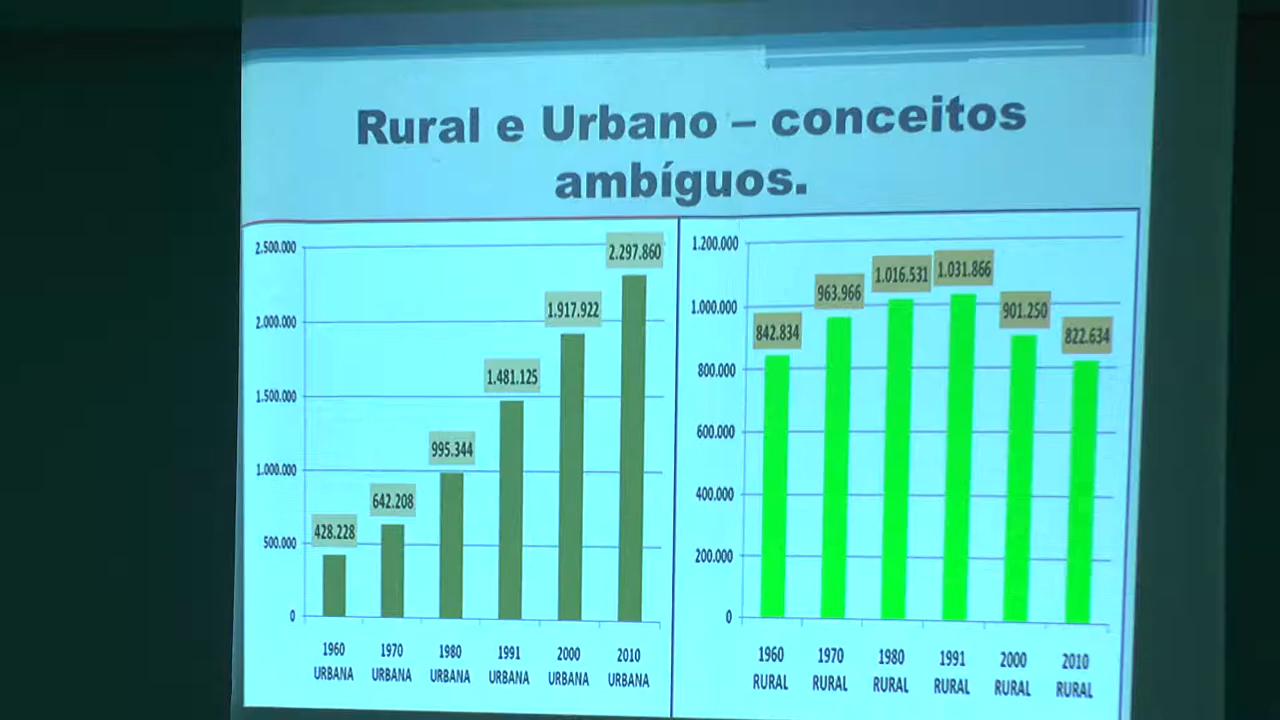 Rural e Urbano – conceitos
ambíguos.
2.500.000
2.000.000
1.500.000
1.000.000
500.000
0
428.228
642.208
995.344
1.481.125
1.917.922
2.297.860
1960 URBANA
1970 URBANA
1980 URBANA
1991 URBANA
2000 URBANA
2010 URBANA
1.200.000
1.000.000
800.000
600.000
400.000
200.000
0
842.834
963.966
1.016.531
1.031.866
901.250
822.634
1960 RURAL
1970 RURAL
1980 RURAL
1991 RURAL
2000 RURAL
2010 RURAL